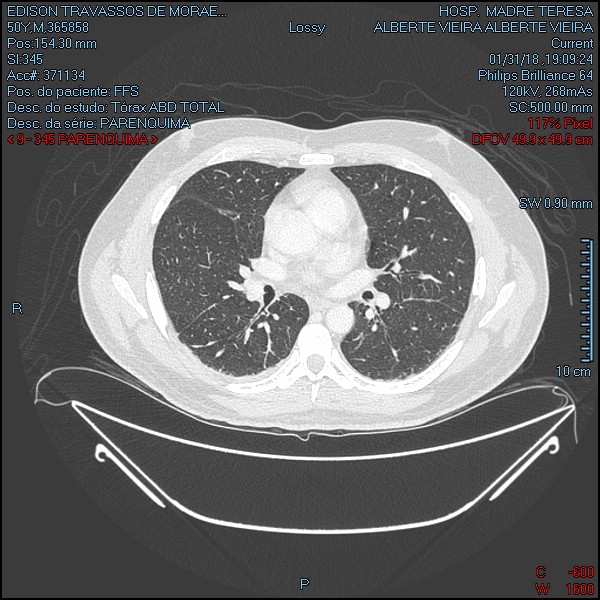 EDISON TRAVASSOS DE MORAE...
50Y,M,365858
Pos:154.30 mm
SI:345
Acc#: 371134
Pos. do paciente: FFS
Desc. do estudo: Tórax ABD TOTAL
Desc. da série: PARENQUIMA
< 9 - 345 PARENQUIMA >
Lossy
HOSP. MADRE TERESA
ALBERTE VIEIRA ALBERTE VIEIRA
Current
01/31/18 ,19:09:24
Philips Brilliance 64
120kV, 268mAs
SC:500.00 mm
117% Pixel
DFOV 49.9 x 49.9 cm
SW 0.90 mm
R
10 cm
P
C -600
W 1600